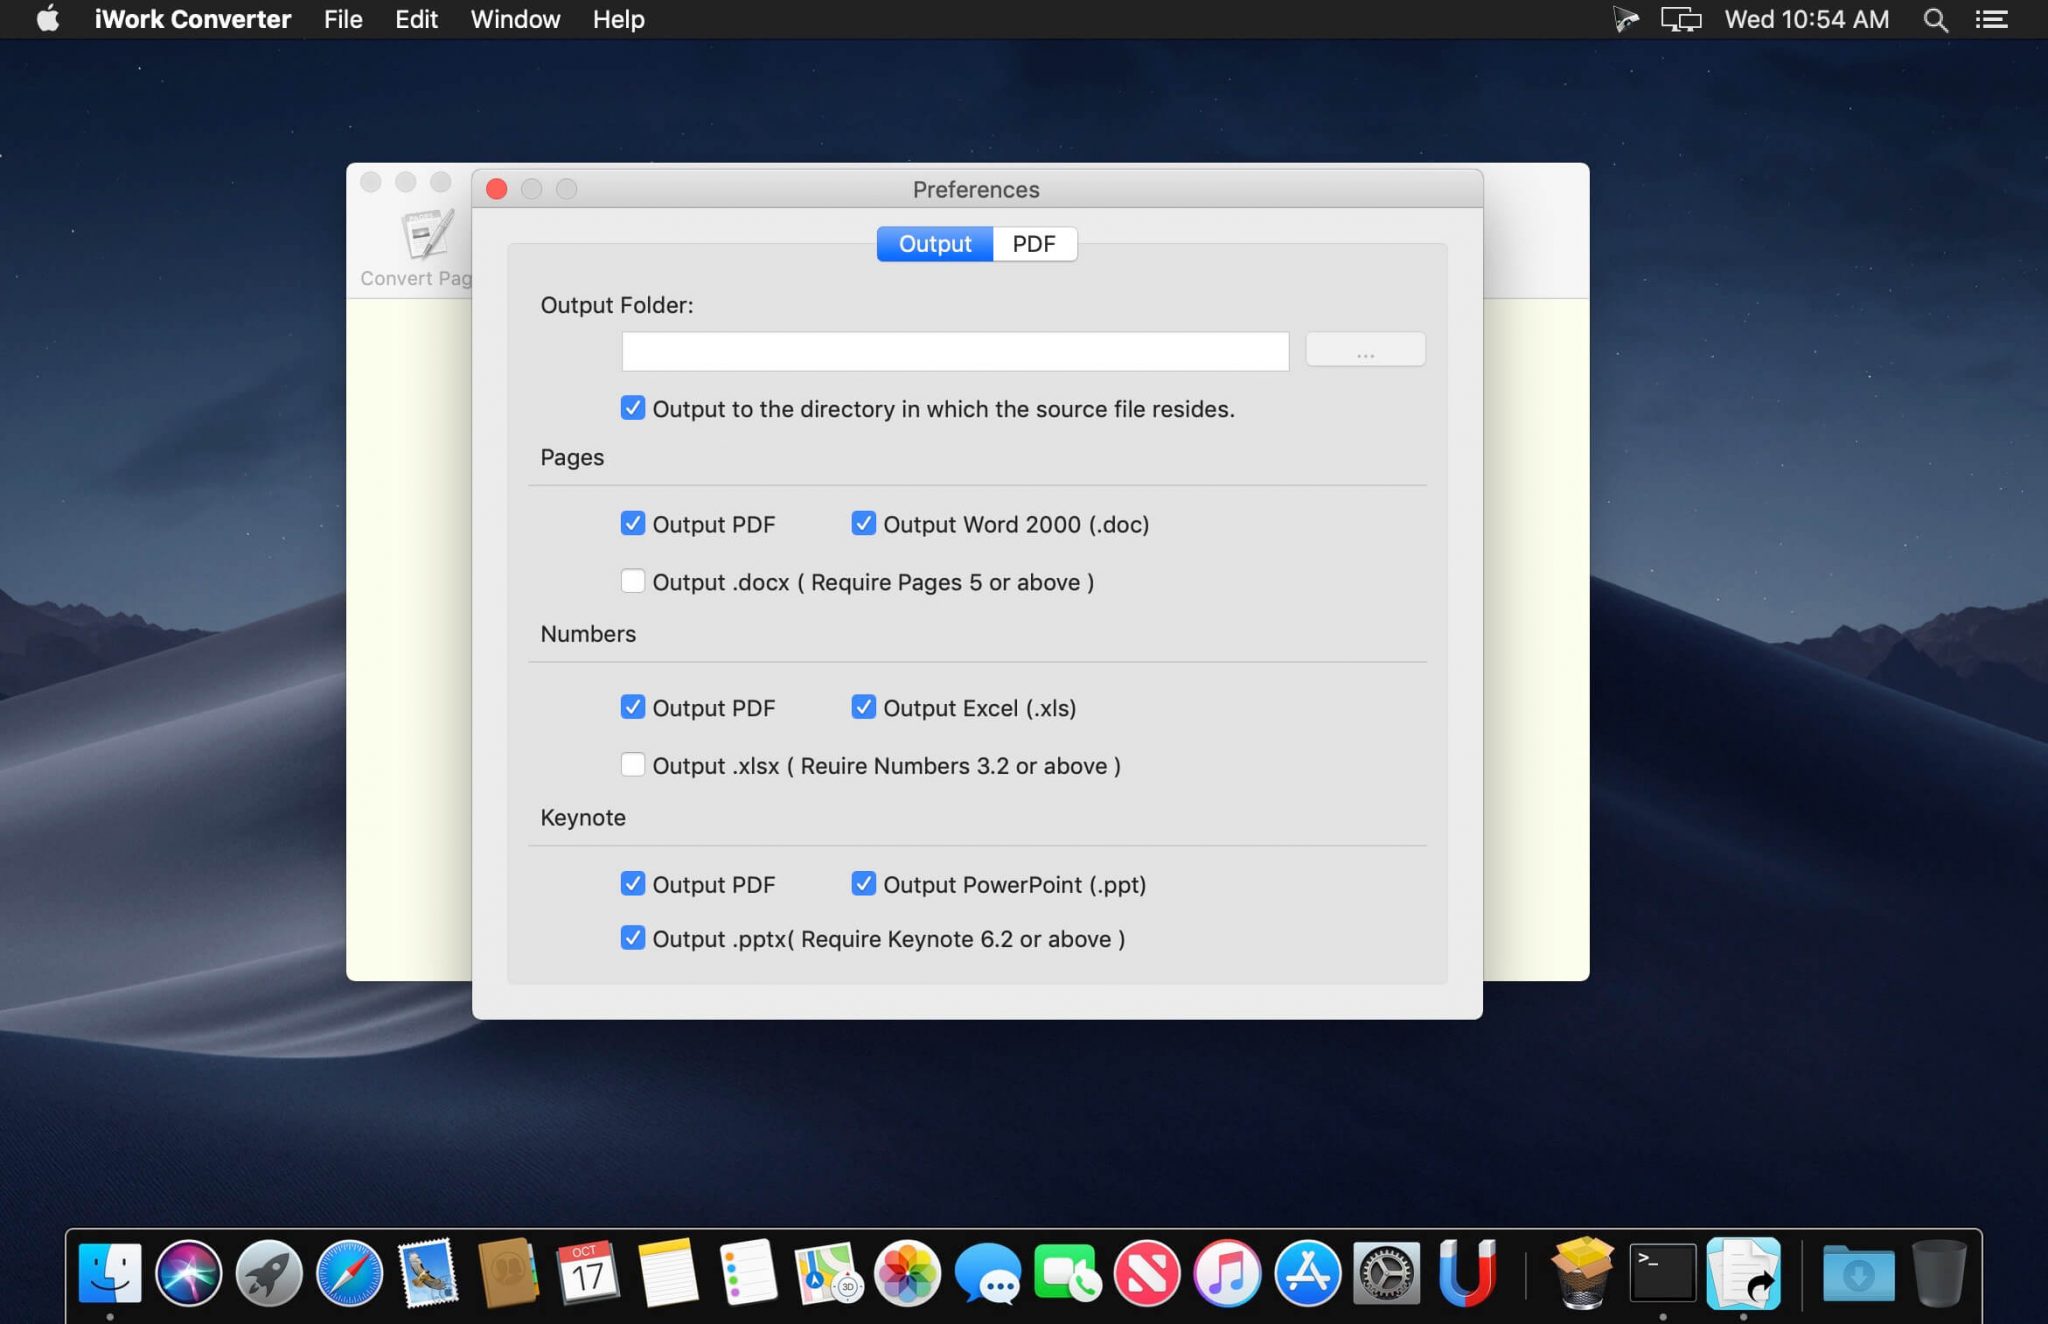 iWork Converter File Edit Window Help Wed 10:54 AM
Preferences
Output PDF
Convert Pag
Output Folder:
...
Output to the directory in which the source file resides.
Pages
Output PDF Output Word 2000 (.doc)
Output .docx ( Require Pages 5 or above )
Numbers
Output PDF Output Excel (.xls)
Output .xlsx ( Reuire Numbers 3.2 or above )
Keynote
Output PDF Output PowerPoint (.ppt)
Output .pptx( Require Keynote 6.2 or above )
OCT
17
3D
>_